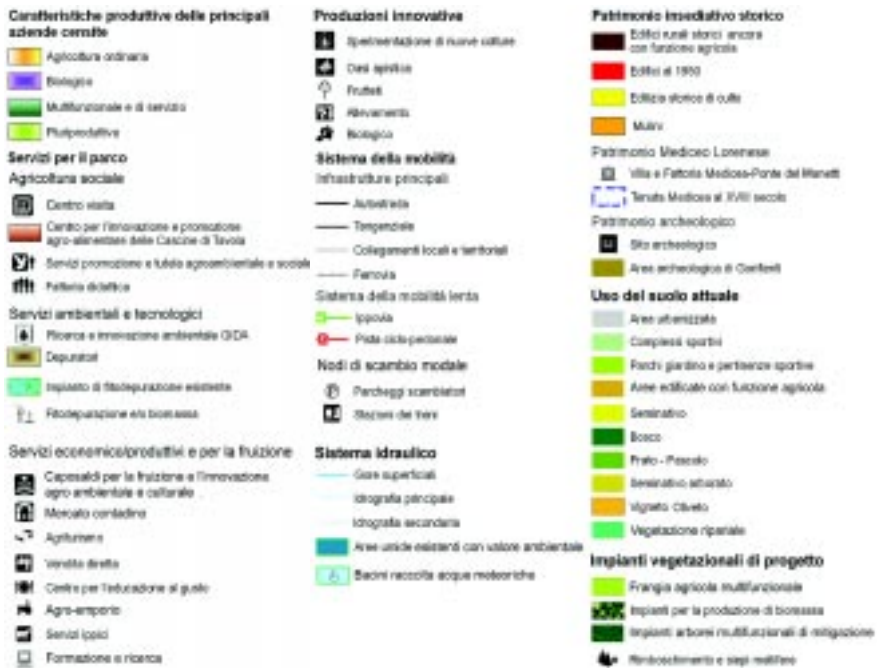 Caratteristiche produttive delle principali
aziende censite
Agricoltura ordinaria
Biologico
Multifunzionale e di servizio
Pluriproduttiva
Servizi per il parco
Agricoltura sociale
Centro visita
Centro per l'innovazione e promozione
agro-alimentare delle Cascine di Tavola
Servizi promozione e tutela agroambientale e sociale
Fattoria didattica
Servizi ambientali e tecnologici
Ricerca e innovazione ambientale GIDA
Depuratori
Impianto di fitodepurazione esistente
Fitodepurazione e/o biomassa
Servizi economico/produttivi e per la fruizione
Caposaldi per la fruizione e l'innovazione
agro ambientale e culturale
Mercato contadino
Agriturismo
Vendita diretta
Centro per l'educazione al gusto
Agro-emporio
Servizi ippici
Formazione e ricerca
Produzioni innovative
Sperimentazione di nuove colture
Oasi apistica
Frutteti
Allevamento
Biologico
Sistema della mobilità
Infrastrutture principali
Autostrada
Tangenziale
Collegamenti locali e territoriali
Ferrovia
Sistema della mobilità lenta
Ippovia
Pista ciclo-pedonale
Nodi di scambio modale
Parcheggi scambiatori
Stazioni dei treni
Sistema idraulico
Gore superficiali
Idrografia principale
Idrografia secondaria
Aree umide esistenti con valore ambientale
Bacini raccolta acque meteoriche
Patrimonio insediativo storico
Edifici rurali storici ancora
con funzione agricola
Edifici al 1950
Edilizia storica di culto
Mulini
Patrimonio Mediceo Lorenese
Villa e Fattoria Medicea-Ponte del Manetti
Tenuta Medicea al XVIII secolo
Patrimonio archeologico
Sito archeologico
Area archeologica di Gonfienti
Uso del suolo attuale
Area urbanizzata
Complessi sportivi
Parchi giardino e pertinenze sportive
Aree edificate con funzione agricola
Seminativo
Bosco
Prato - Pascolo
Seminativo arborato
Vigneto Oliveto
Vegetazione ripariale
Impianti vegetazionali di progetto
Frangia agricola multifunzionale
Impianti per la produzione di biomassa
Impianti arborei multifunzionali di mitigazione
Rimboschimento e siepi mellifere